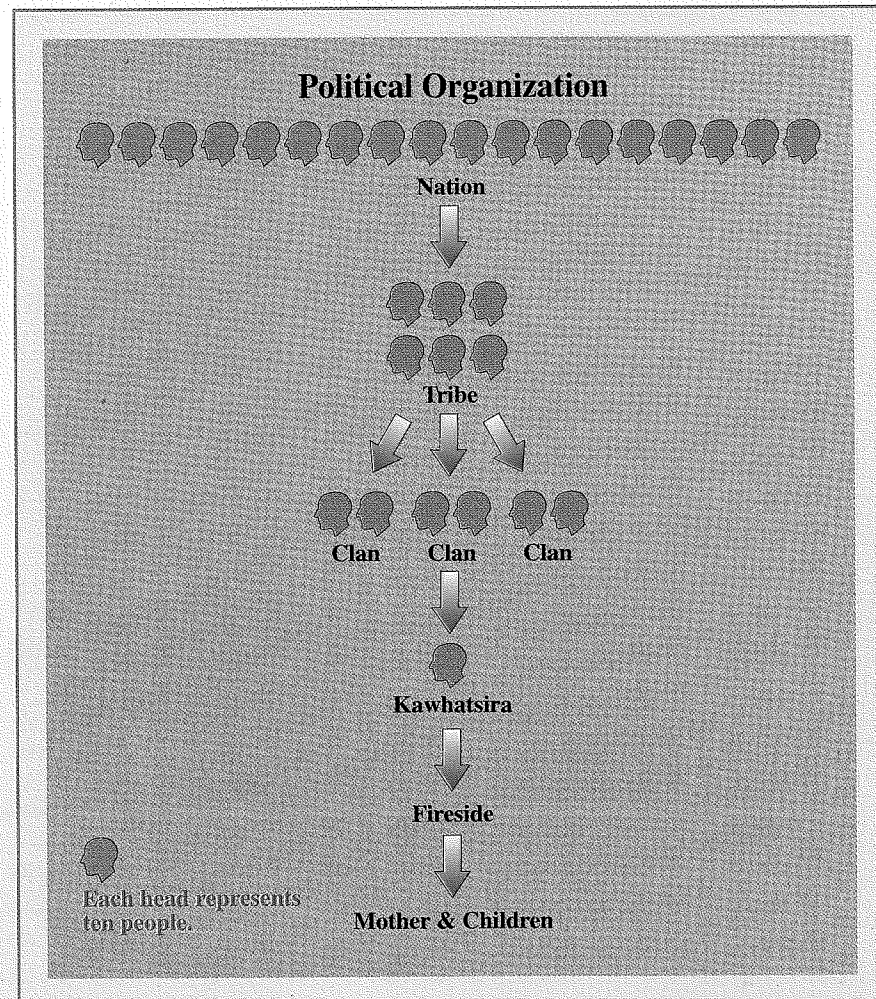 Political Organization
Nation
Tribe
Clan Clan Clan
Kawhatsira
Fireside
Each head represents
ten people.
Mother & Children